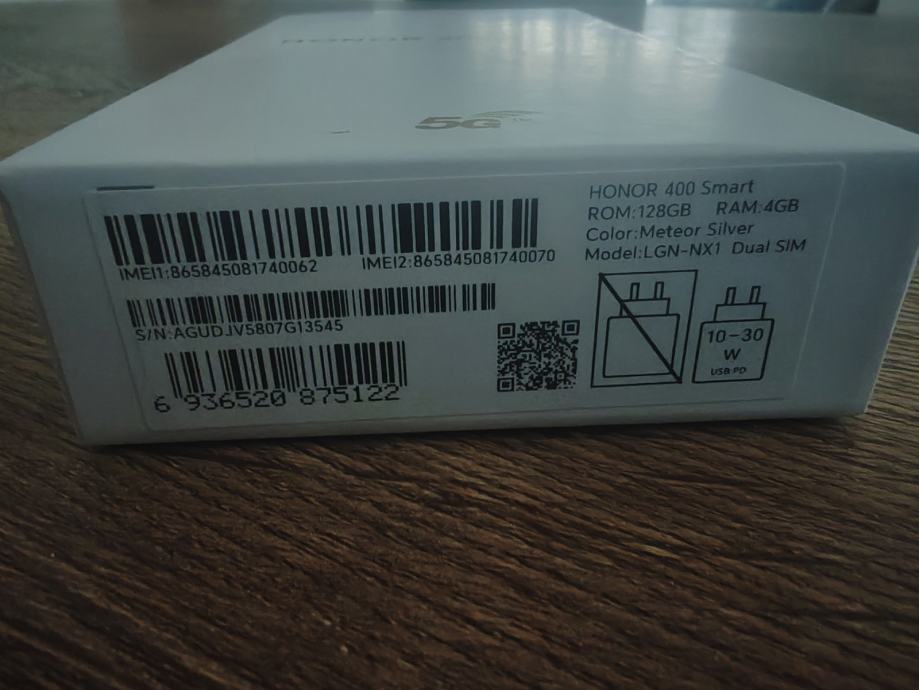 HONOR
5G
HONOR 400 Smart
ROM:128GB RAM:4GB
Color:Meteor Silver
Model:LGN-NX1 Dual SIM
IMEI1:865845081740062 IMEI2:865845081740070
S/N:AGUDJV5807G13545
6 936520 875122
10-30
W
USB PD